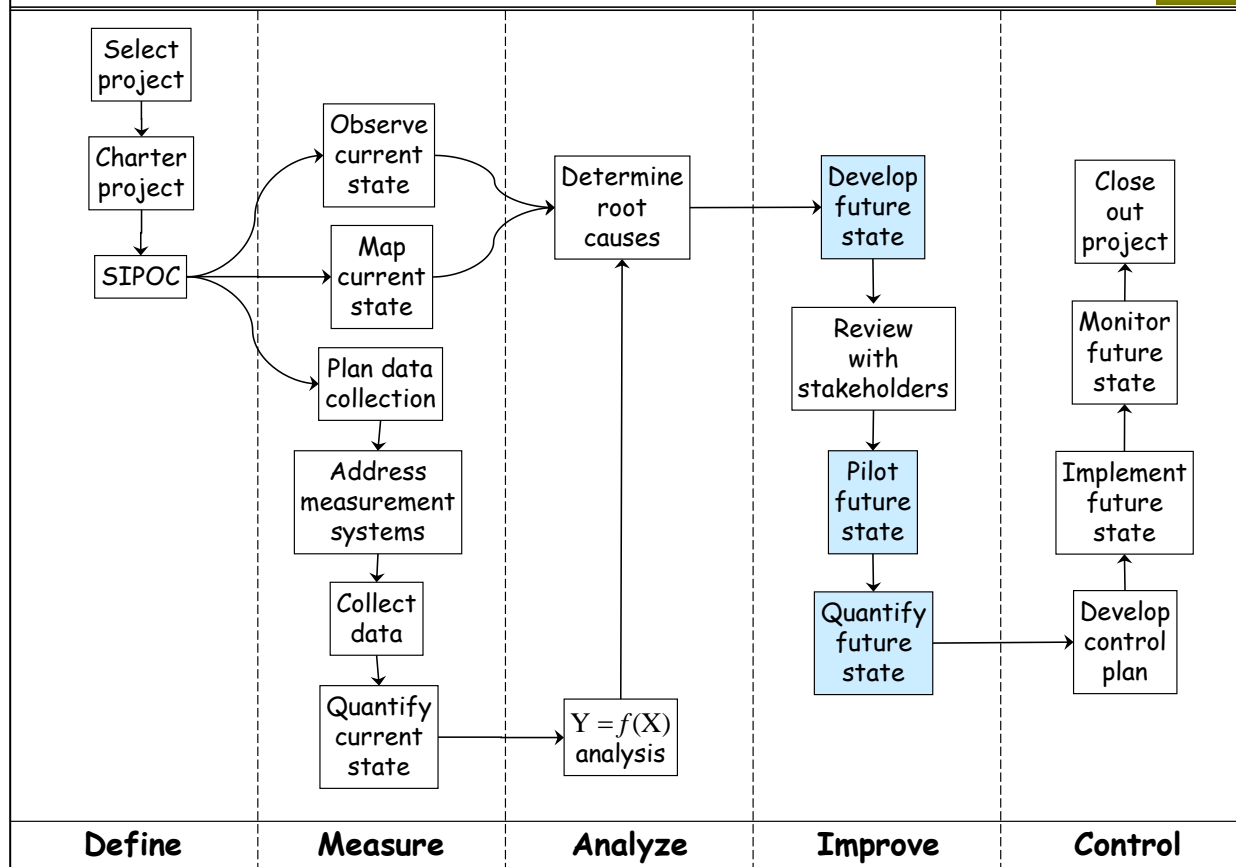 Select
project
Charter
project
SIPOC
Observe
current
state
Map
current
state
Plan data
collection
Address
measurement
systems
Collect
data
Quantify
current
state
Determine
root
causes
Y = f(X)
analysis
Develop
future
state
Review
with
stakeholders
Pilot
future
state
Quantify
future
state
Close
out
project
Monitor
future
state
Implement
future
state
Develop
control
plan
Define
Measure
Analyze
Improve
Control